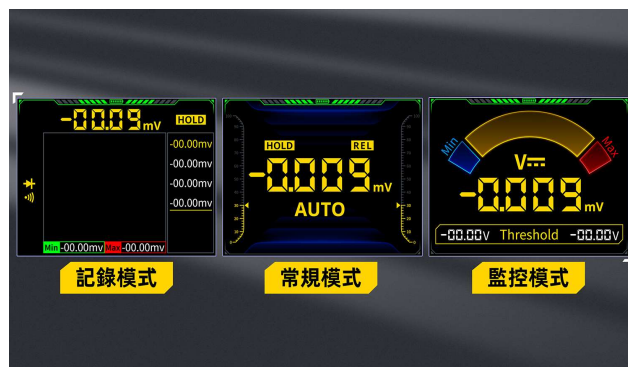 -00.09mV HOLD
-00.00mv
-00.00mv
-00.00mv
-00.00mv
Min -00.00mv Max -00.00mv
記錄模式
HOLD REL
-0.009mV
AUTO
常規模式
Min Max
V
-0.009mV
-00.00V Threshold -00.00V
監控模式